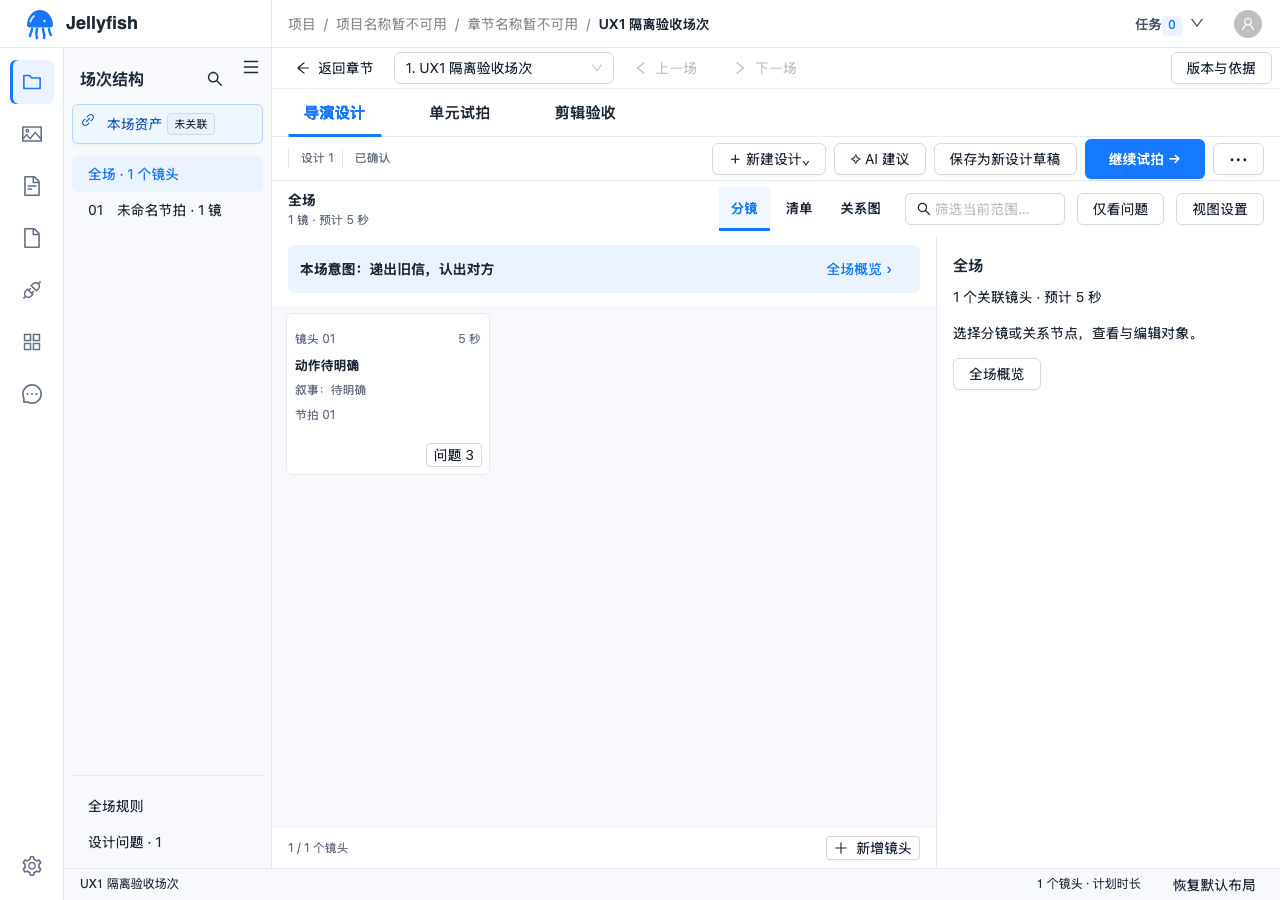 Jellyfish
项目 / 项目名称暂不可用 / 章节名称暂不可用 / UX1 隔离验收场次
任务 0
场次结构
返回章节
1. UX1 隔离验收场次
上一场
下一场
版本与依据
本场资产 未关联
导演设计
单元试拍
剪辑验收
全场 · 1 个镜头
01 未命名节拍 · 1 镜
设计 1
已确认
新建设计
AI 建议
保存为新设计草稿
继续试拍 →
···
全场
1 镜 · 预计 5 秒
分镜
清单
关系图
筛选当前范围...
仅看问题
视图设置
本场意图：递出旧信，认出对方
全场概览 ›
镜头 01
5 秒
动作待明确
叙事：待明确
节拍 01
问题 3
全场
1 个关联镜头 · 预计 5 秒
选择分镜或关系节点，查看与编辑对象。
全场概览
全场规则
设计问题 · 1
1 / 1 个镜头
新增镜头
UX1 隔离验收场次
1 个镜头 · 计划时长
恢复默认布局